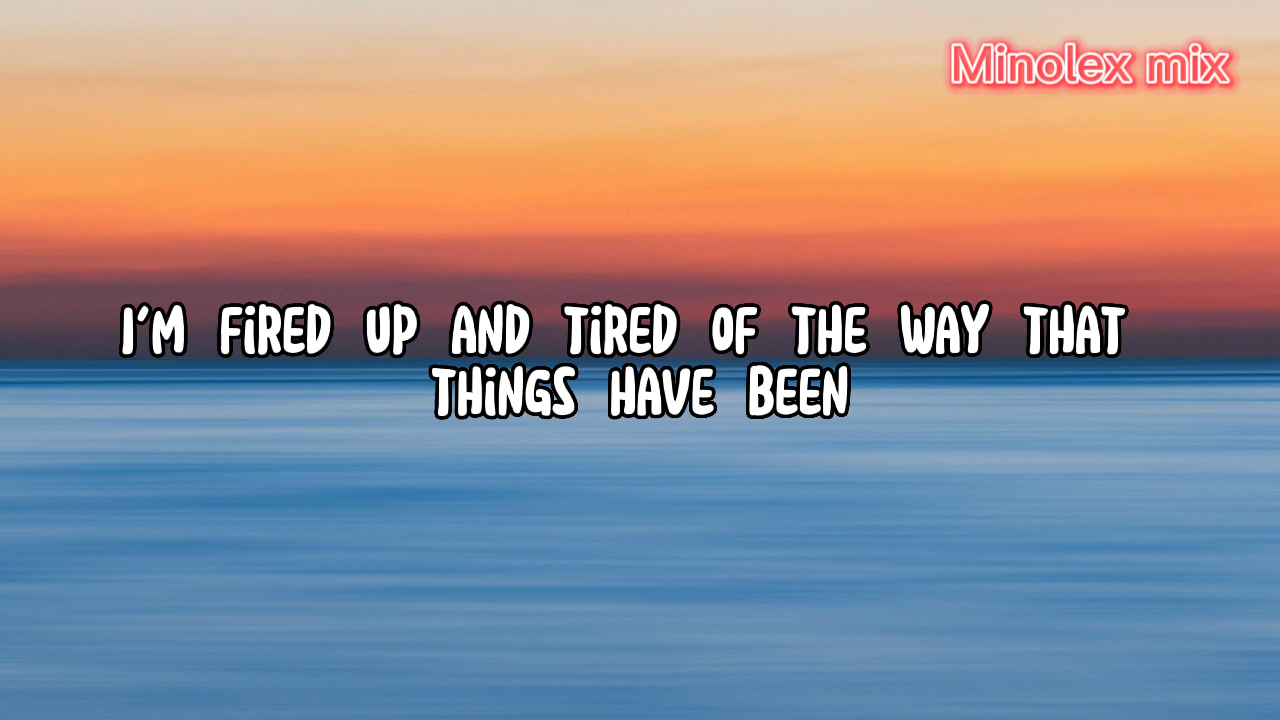 Minolex mix
I'M FiRED UP AND TiRED OF THE WAY THAT
THiNGS HAVE BEEN